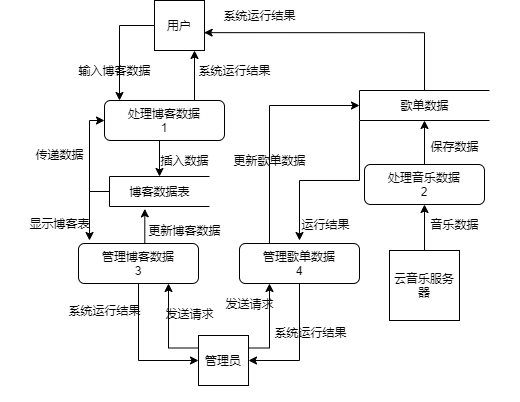 系统运行结果
用户
输入博客数据
系统运行结果
处理博客数据
1
歌单数据
传递数据
插入数据
更新歌单数据
保存数据
博客数据表
处理音乐数据
2
显示博客表
更新博客数据
运行结果
音乐数据
管理博客数据
3
管理歌单数据
4
云音乐服务
器
系统运行结果
发送请求
发送请求
系统运行结果
管理员